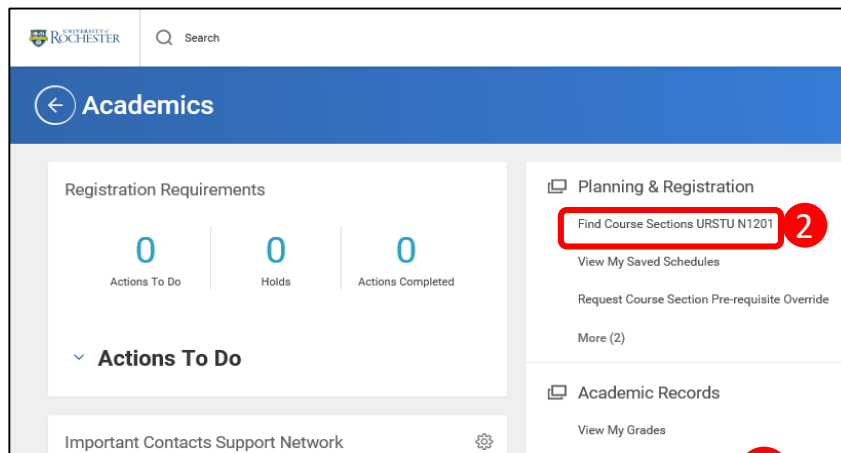 UNIVERSITY of
ROCHESTER
Search
Academics
Registration Requirements
0
0
0
Actions To Do
Holds
Actions Completed
Actions To Do
Important Contacts Support Network
Planning & Registration
Find Course Sections URSTU N1201
2
View My Saved Schedules
Request Course Section Pre-requisite Override
More (2)
Academic Records
View My Grades